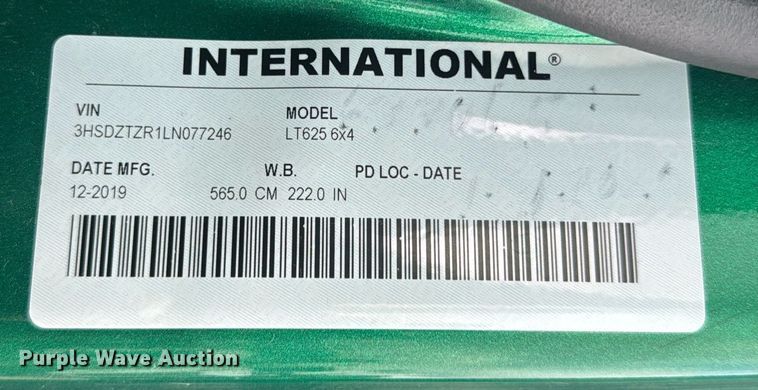 INTERNATIONAL®
VIN MODEL
3HSDZTZR1LN077246 LT625 6x4
DATE MFG. W.B. PD LOC - DATE
12-2019 565.0 CM 222.0 IN
Purple Wave Auction